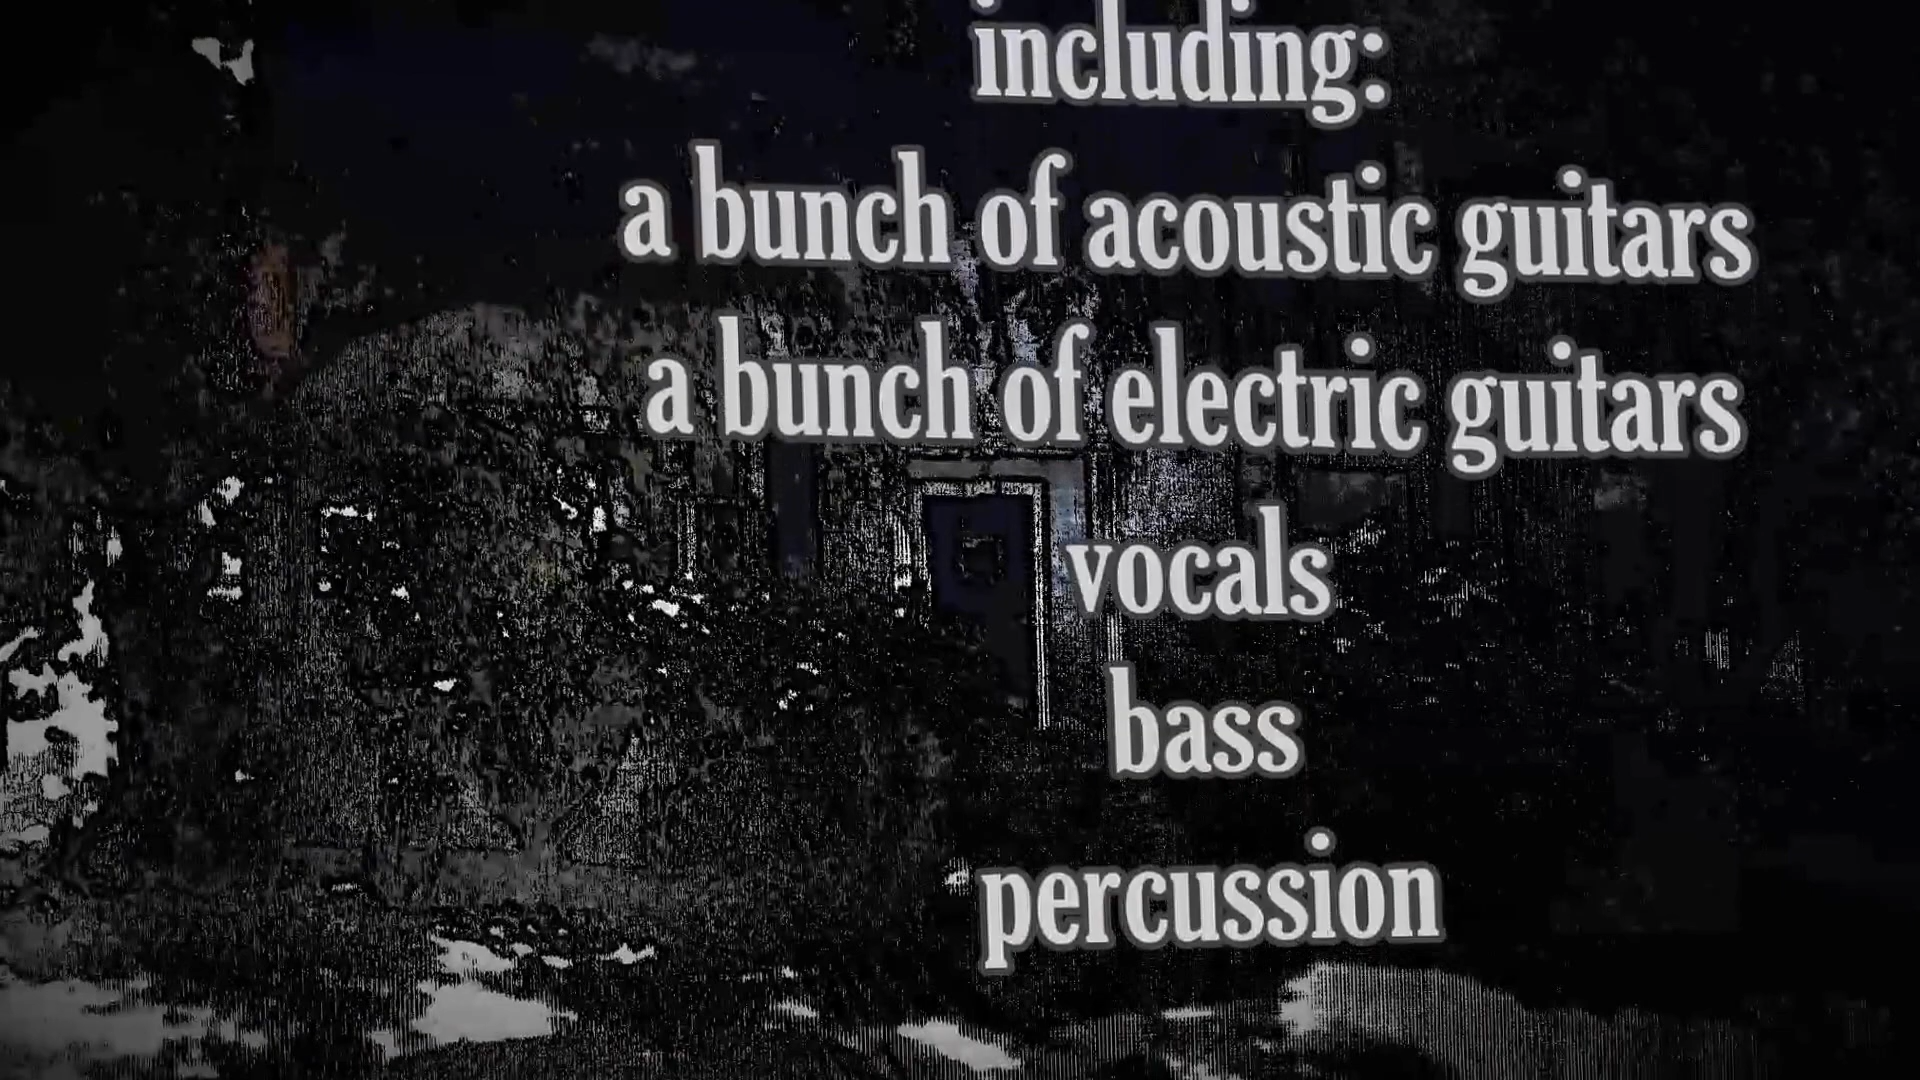 including:
a bunch of acoustic guitars
a bunch of electric guitars
vocals
bass
percussion